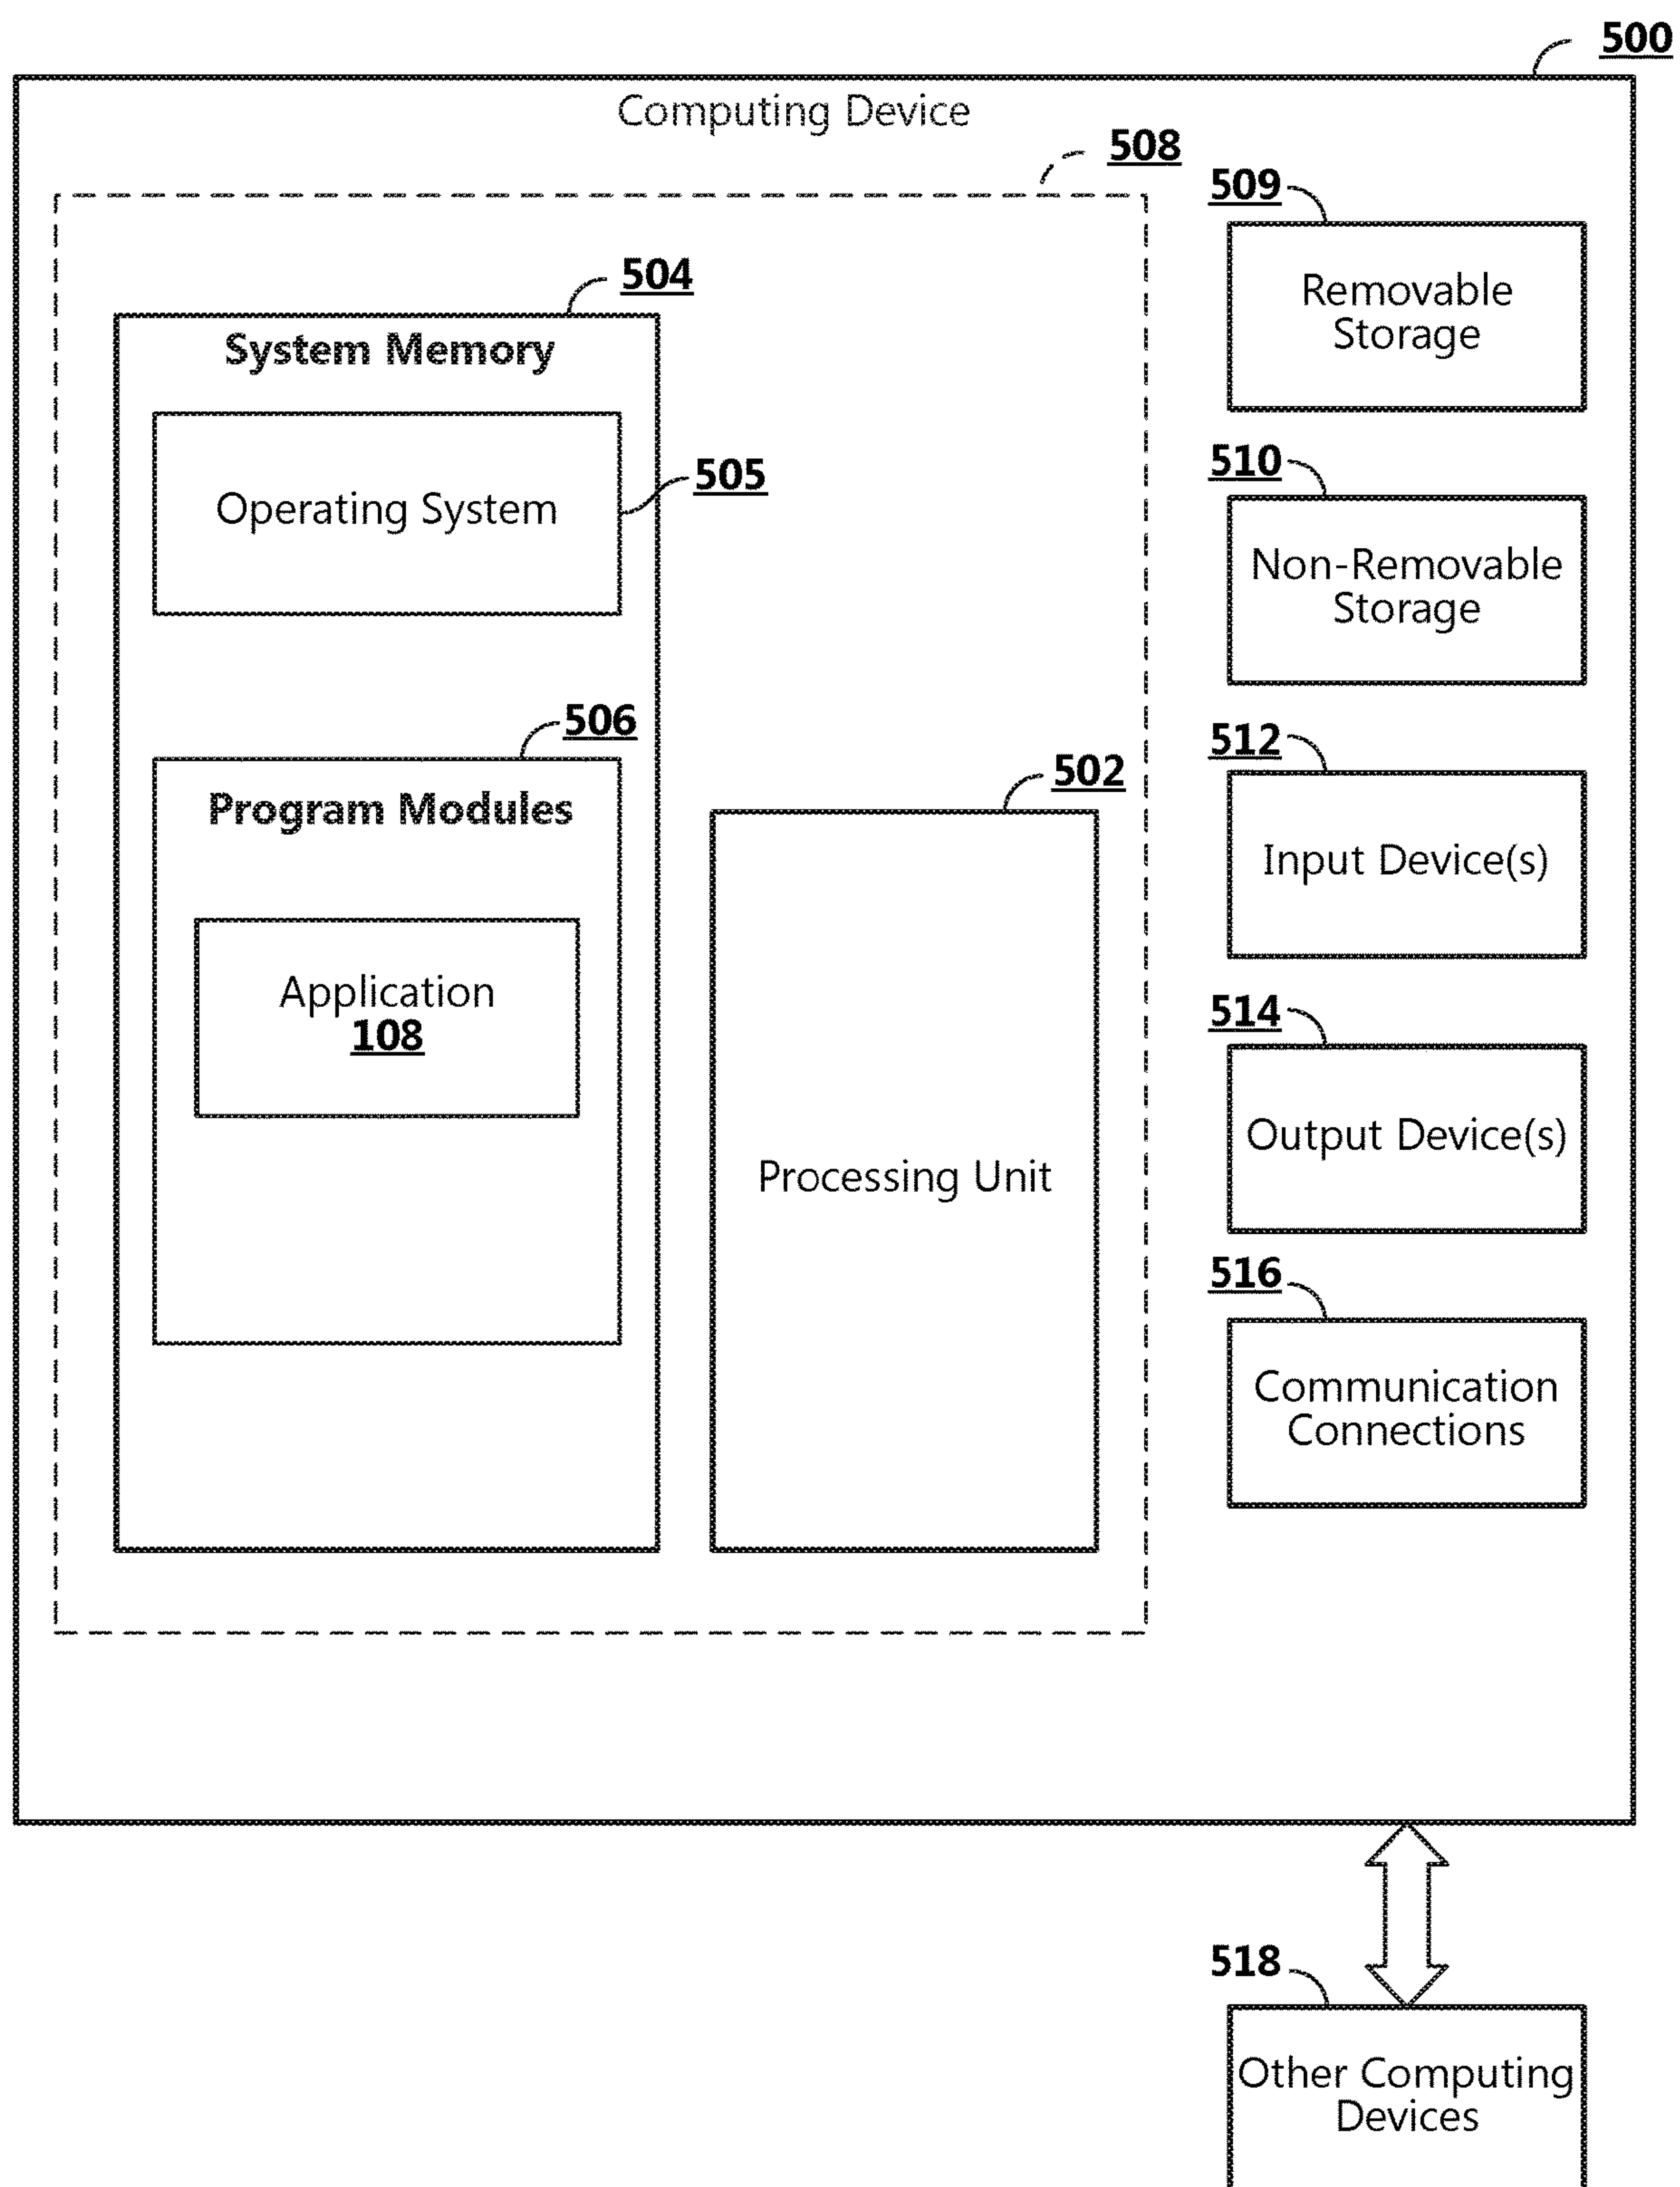 500
Computing Device
508
509
Removable
Storage
504
System Memory
Operating System
505
510
Non-Removable
Storage
506
Program Modules
Application
108
502
Processing Unit
512
Input Device(s)
514
Output Device(s)
516
Communication
Connections
518
Other Computing
Devices